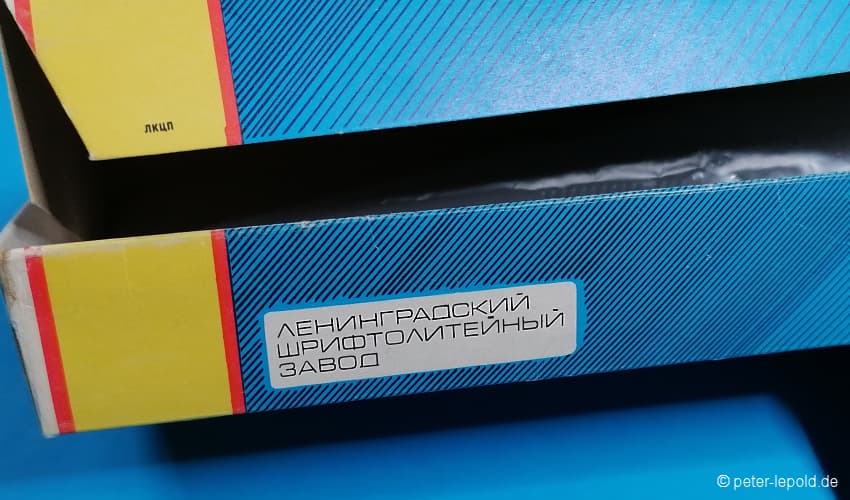 ЛКЦП
ЛЕНИНГРАДСКИЙ
ШРИФТОЛИТЕЙНЫЙ
ЗАВОД
© peter-lepold.de